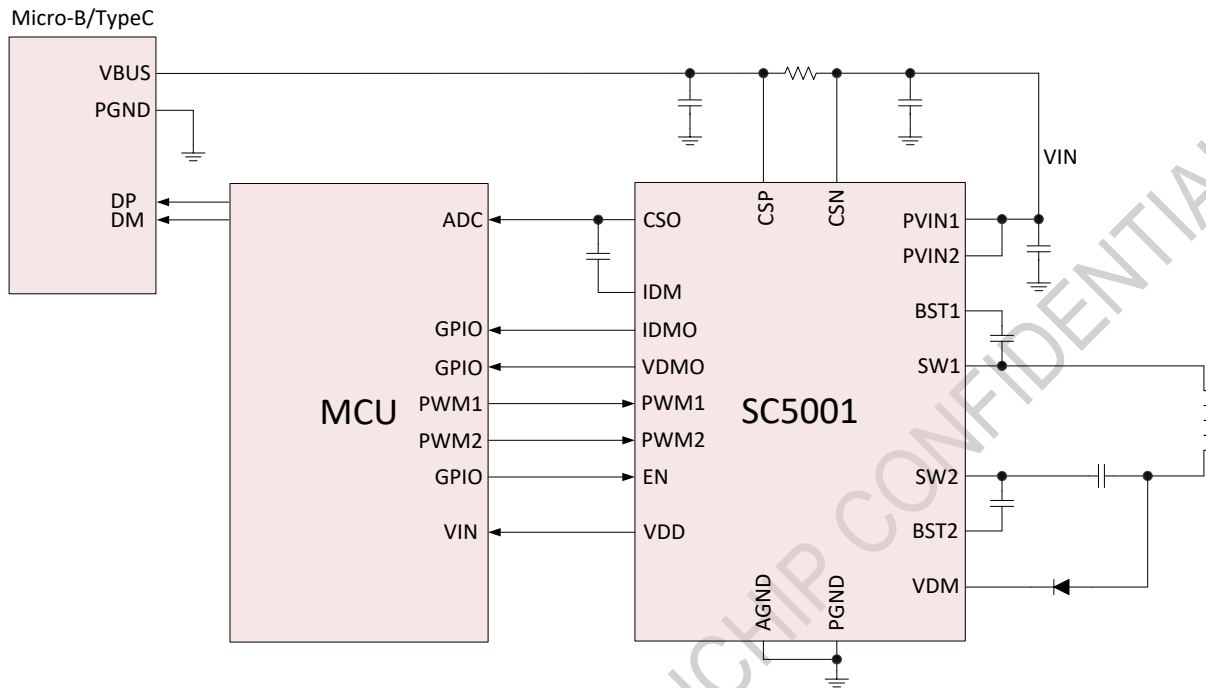 Micro-B/TypeC
VBUS
PGND
DP
DM
MCU
ADC
GPIO
GPIO
PWM1
PWM2
GPIO
VIN
SC5001
CSP
CSN
CSO
IDM
IDMO
VDMO
PWM1
PWM2
EN
VDD
AGND
PGND
PVIN1
PVIN2
BST1
SW1
SW2
BST2
VDM
VIN
CONFIDENTIAL